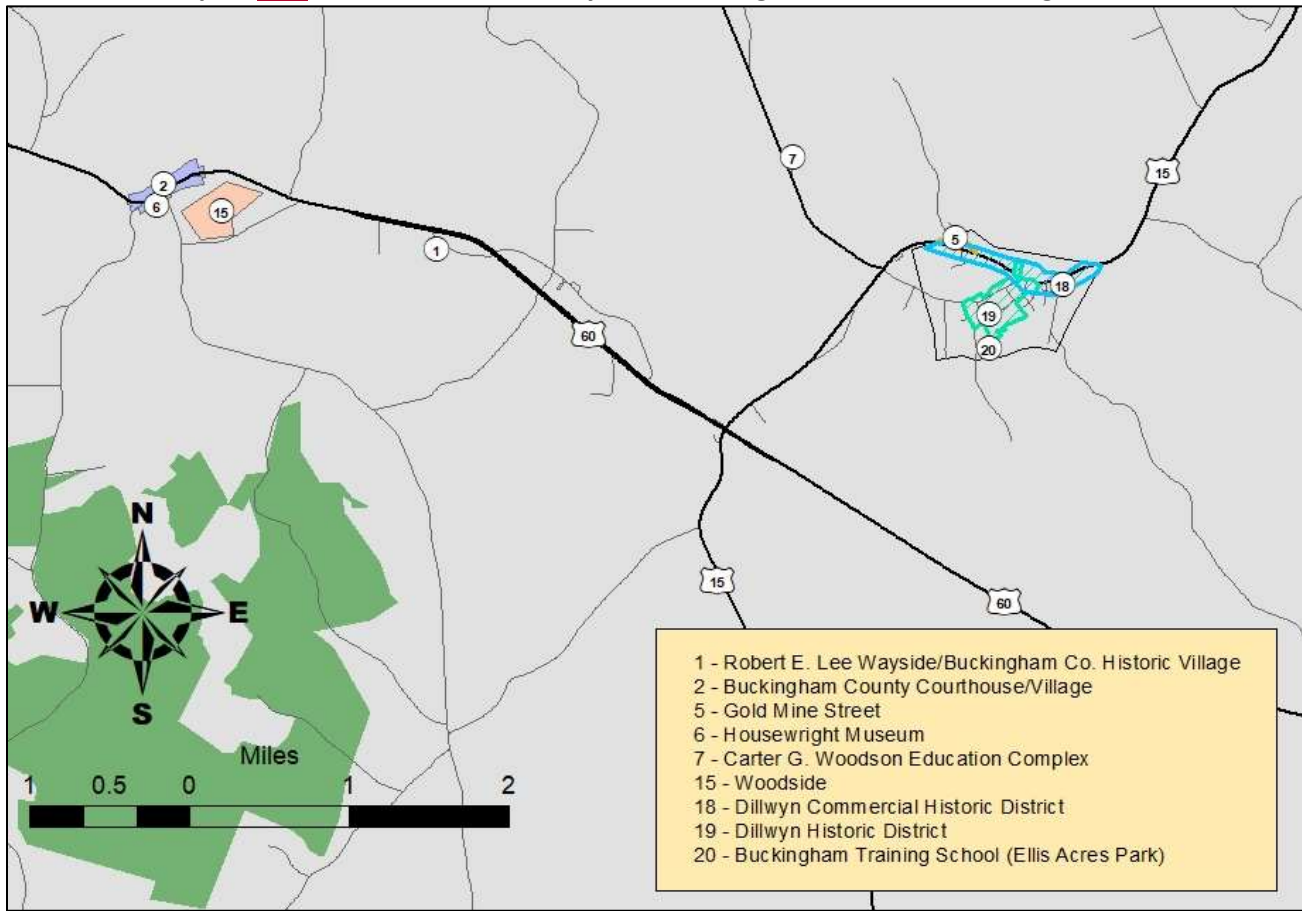 7
15
2
6
15
1
5
18
19
20
60
15
60
N
W
E
S
Miles
1 0.5 0 1 2
1 - Robert E. Lee Wayside/Buckingham Co. Historic Village
2 - Buckingham County Courthouse/Village
5 - Gold Mine Street
6 - Housewright Museum
7 - Carter G. Woodson Education Complex
15 - Woodside
18 - Dillwyn Commercial Historic District
19 - Dillwyn Historic District
20 - Buckingham Training School (Ellis Acres Park)